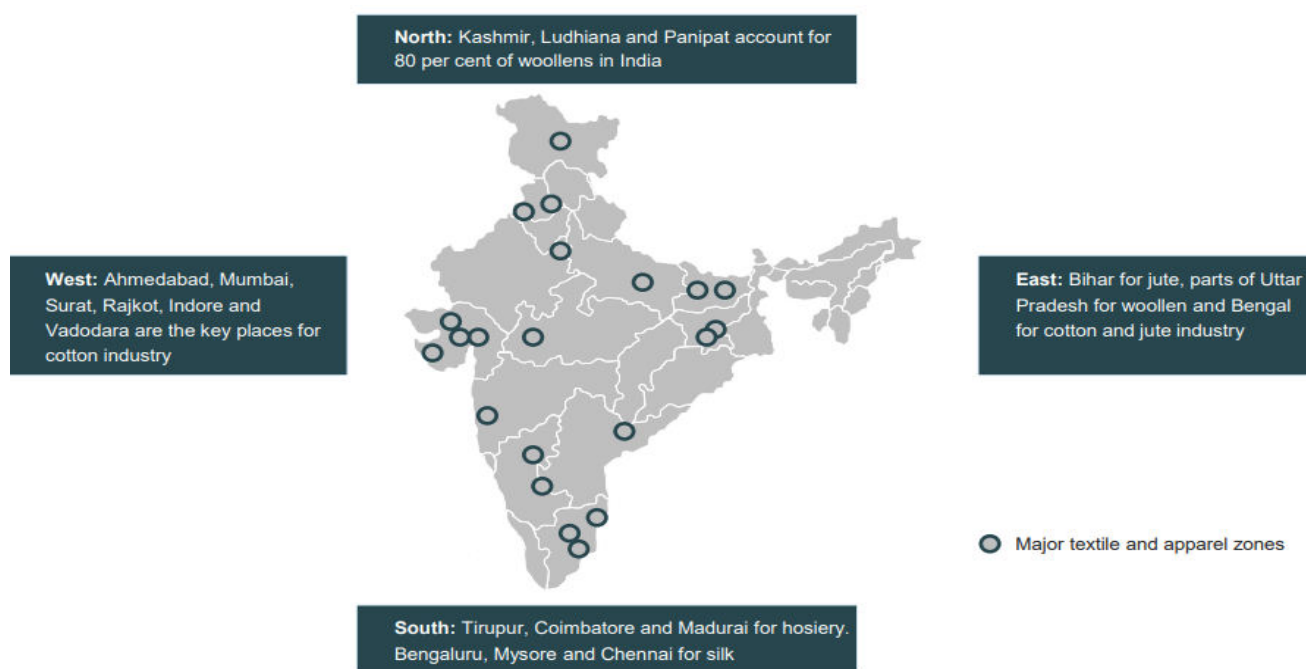 North: Kashmir, Ludhiana and Panipat account for
80 per cent of woollens in India
West: Ahmedabad, Mumbai,
Surat, Rajkot, Indore and
Vadodara are the key places for
cotton industry
East: Bihar for jute, parts of Uttar
Pradesh for woollen and Bengal
for cotton and jute industry
Major textile and apparel zones
South: Tirupur, Coimbatore and Madurai for hosiery.
Bengaluru, Mysore and Chennai for silk